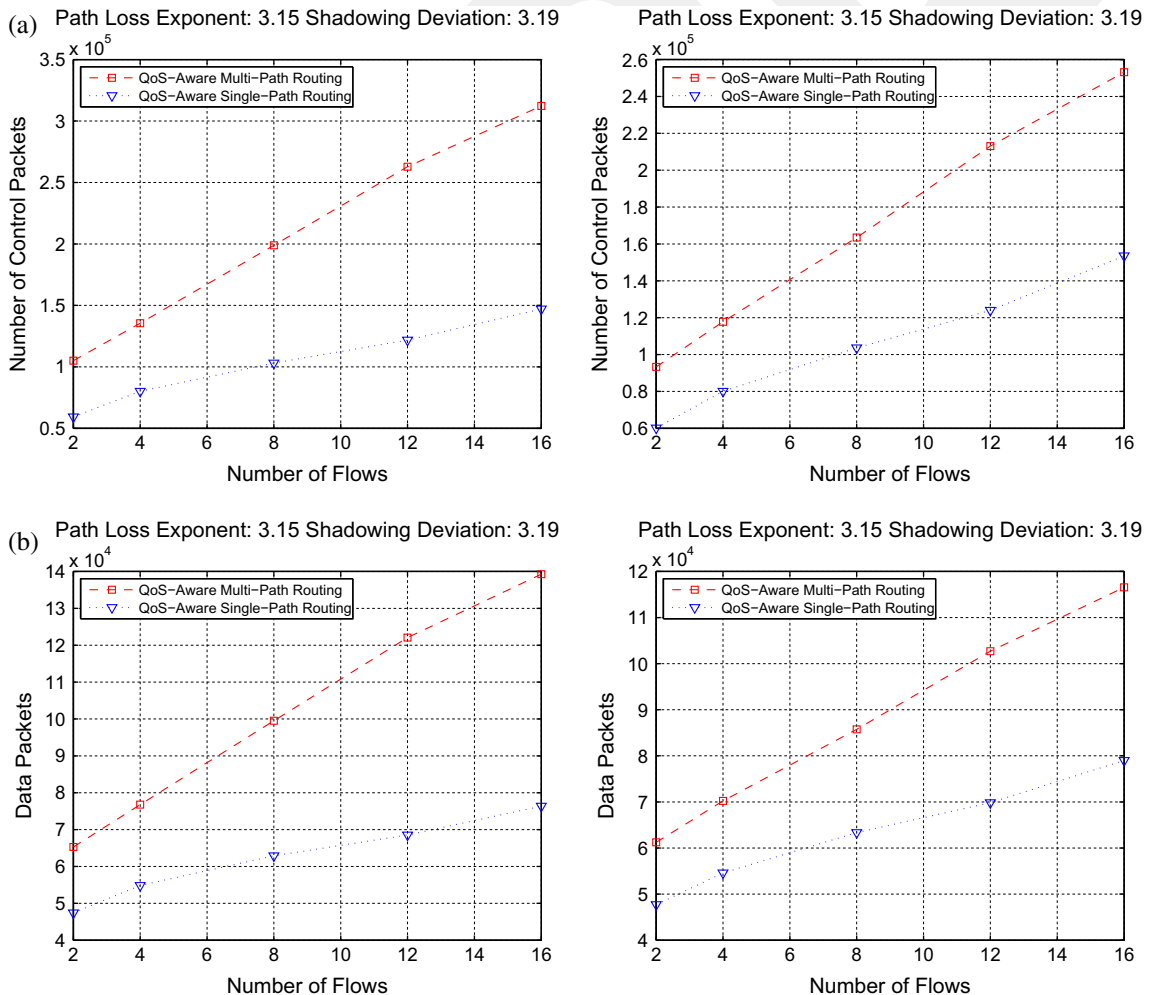 (a)
Path Loss Exponent: 3.15 Shadowing Deviation: 3.19
x 10^5
3.5
3
2.5
2
1.5
1
0.5
Number of Control Packets
QoS-Aware Multi-Path Routing
QoS-Aware Single-Path Routing
2 4 6 8 10 12 14 16
Number of Flows
Path Loss Exponent: 3.15 Shadowing Deviation: 3.19
x 10^5
2.6
2.4
2.2
2
1.8
1.6
1.4
1.2
1
0.8
0.6
Number of Control Packets
QoS-Aware Multi-Path Routing
QoS-Aware Single-Path Routing
2 4 6 8 10 12 14 16
Number of Flows
(b)
Path Loss Exponent: 3.15 Shadowing Deviation: 3.19
x 10^4
14
13
12
11
10
9
8
7
6
5
4
Data Packets
QoS-Aware Multi-Path Routing
QoS-Aware Single-Path Routing
2 4 6 8 10 12 14 16
Number of Flows
Path Loss Exponent: 3.15 Shadowing Deviation: 3.19
x 10^4
12
11
10
9
8
7
6
5
4
Data Packets
QoS-Aware Multi-Path Routing
QoS-Aware Single-Path Routing
2 4 6 8 10 12 14 16
Number of Flows